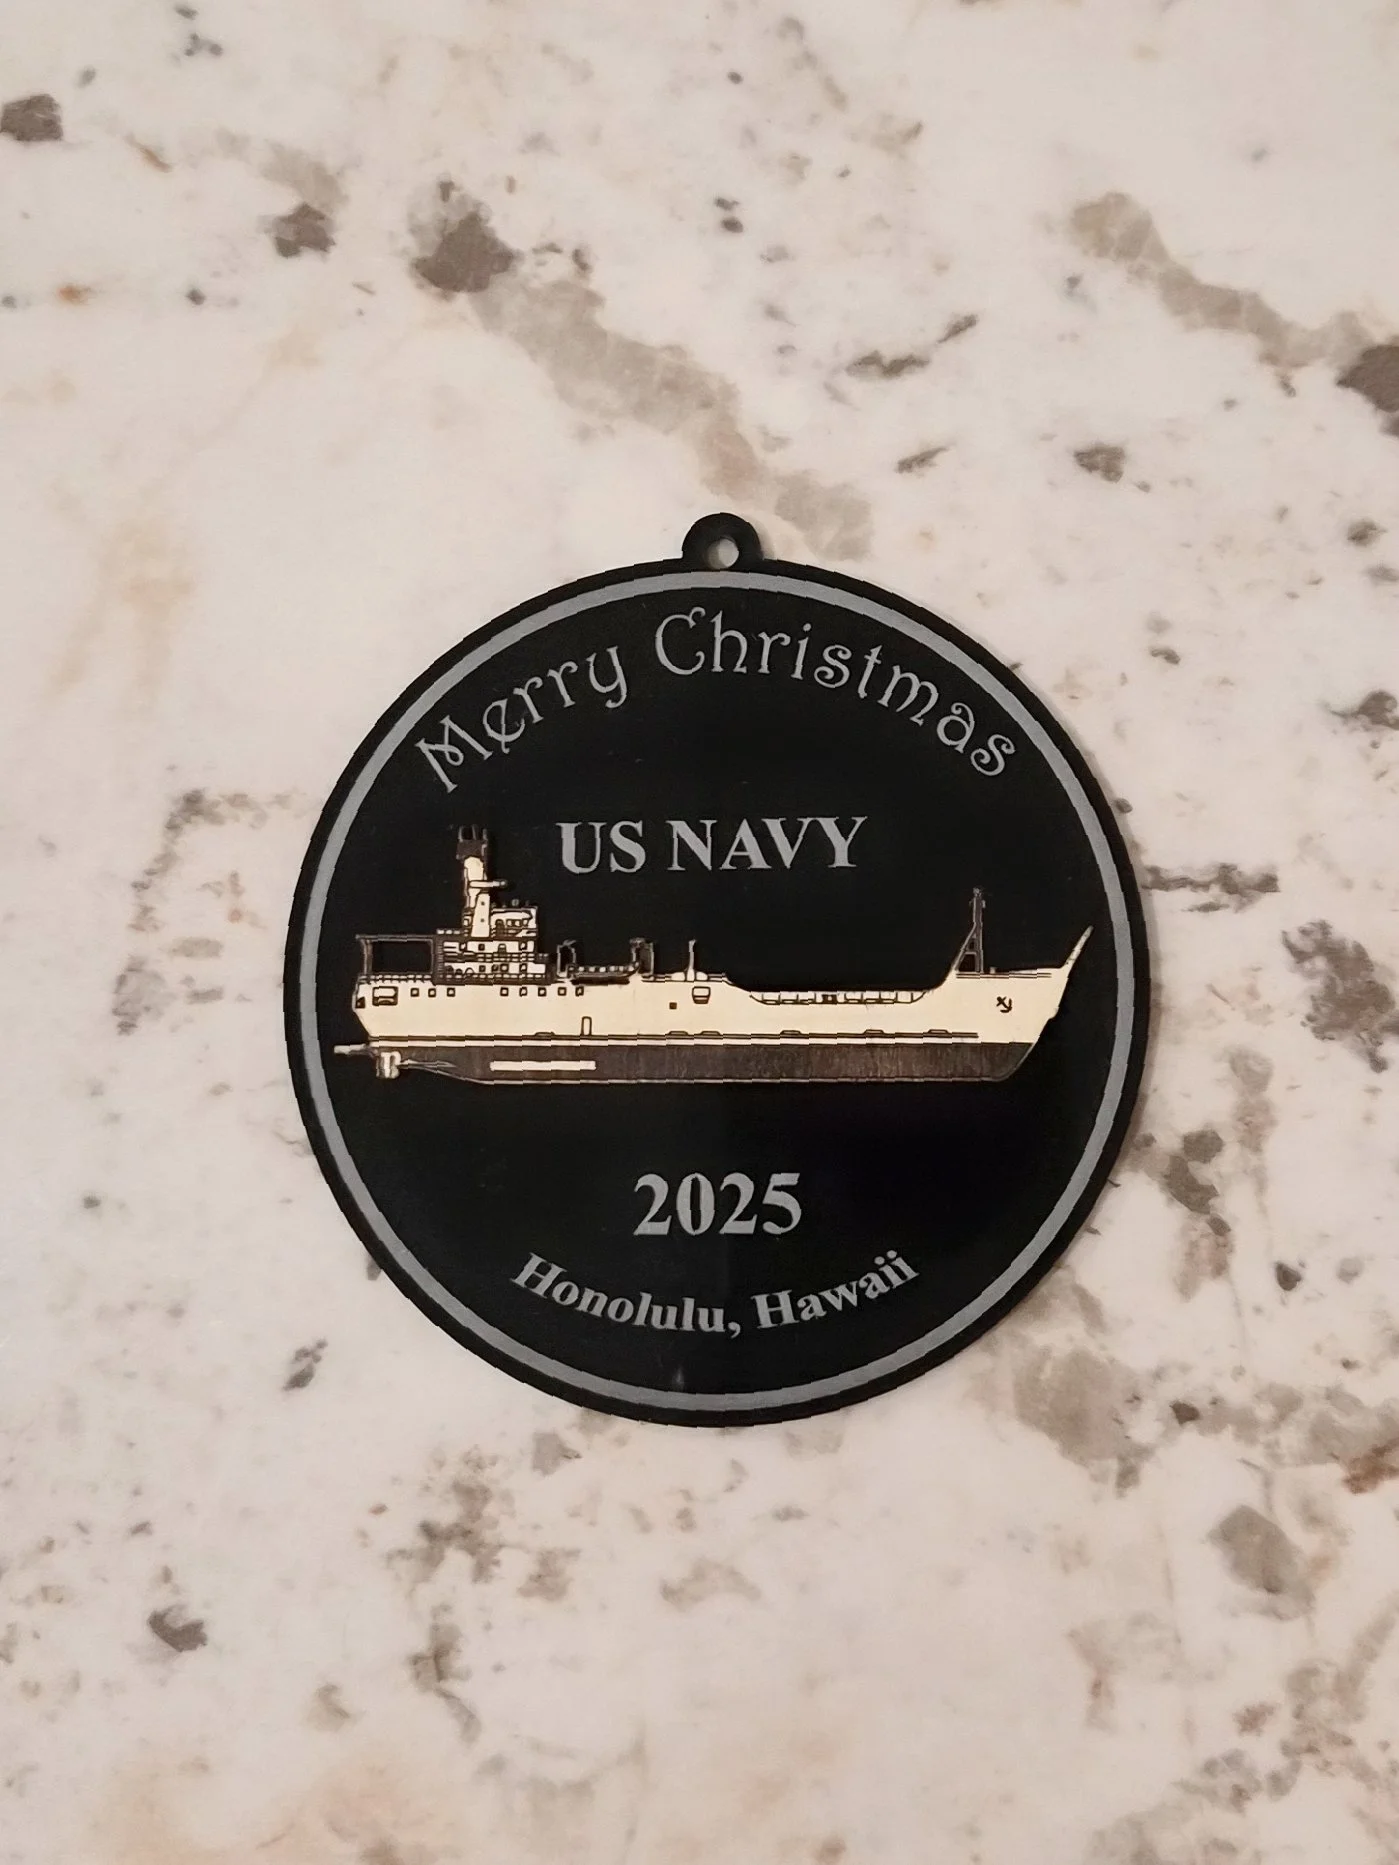 Merry Christmas
US NAVY
2025
Honolulu, Hawaii